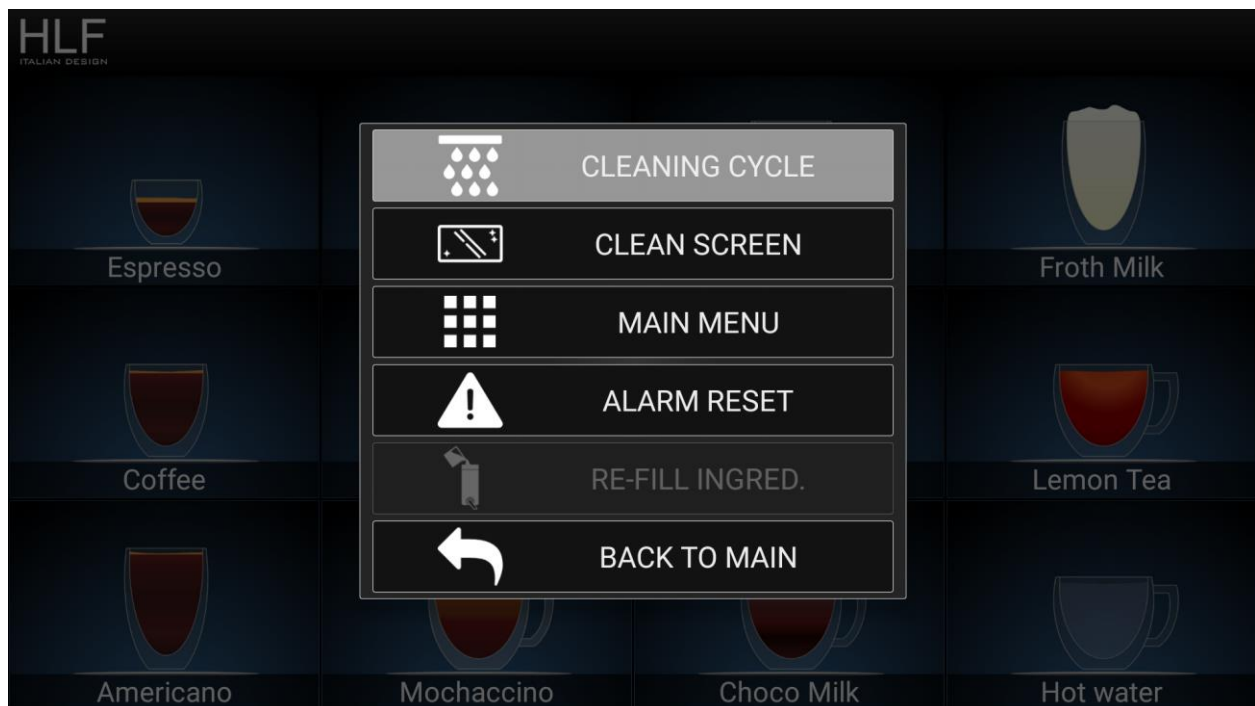 HLF
ITALIAN DESIGN
CLEANING CYCLE
CLEAN SCREEN
Espresso
Froth Milk
MAIN MENU
ALARM RESET
Coffee
RE-FILL INGRED.
Lemon Tea
BACK TO MAIN
Americano
Mochaccino
Choco Milk
Hot water